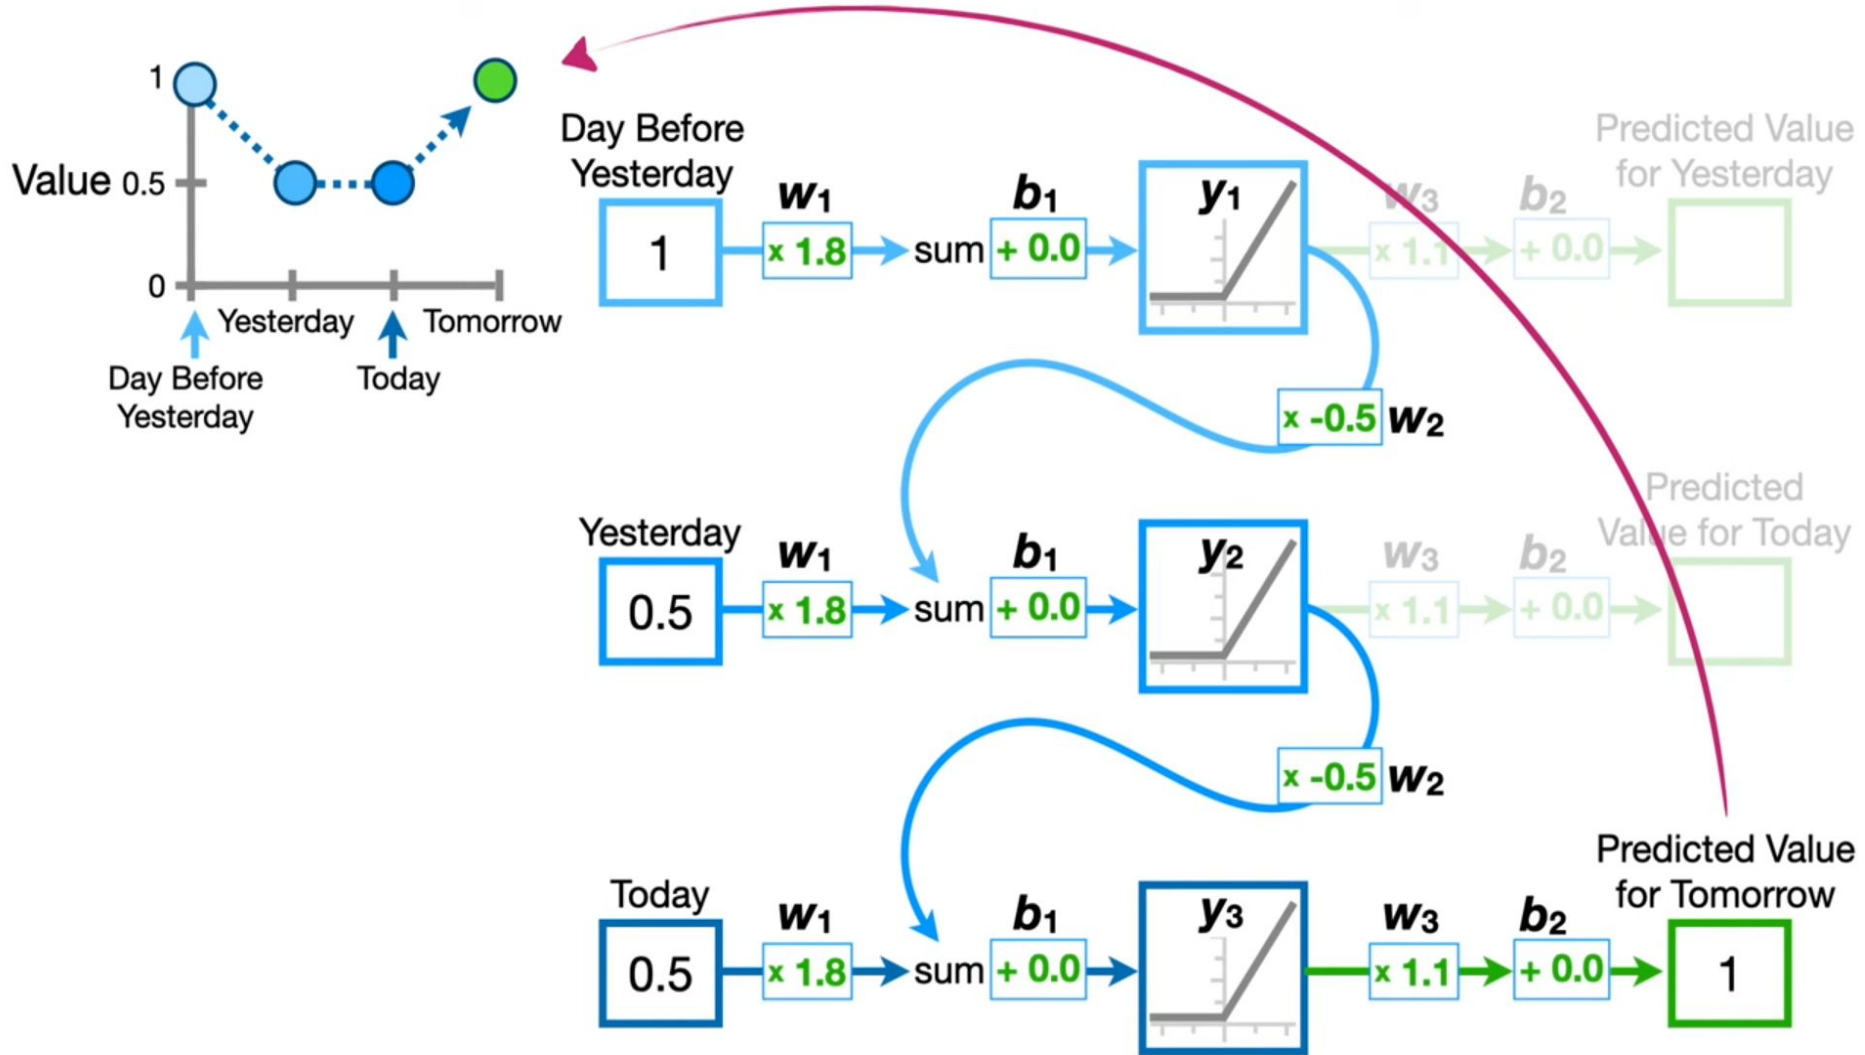 1
Value 0.5
0
Yesterday
Tomorrow
Day Before
Yesterday
Today
Day Before
Yesterday
1
w1
x 1.8
sum
b1
+ 0.0
y1
w3
x 1.1
b2
+ 0.0
Predicted Value
for Yesterday
x -0.5 w2
Yesterday
0.5
w1
x 1.8
sum
b1
+ 0.0
y2
w3
x 1.1
b2
+ 0.0
Predicted
Value for Today
x -0.5 w2
Today
0.5
w1
x 1.8
sum
b1
+ 0.0
y3
w3
x 1.1
b2
+ 0.0
Predicted Value
for Tomorrow
1